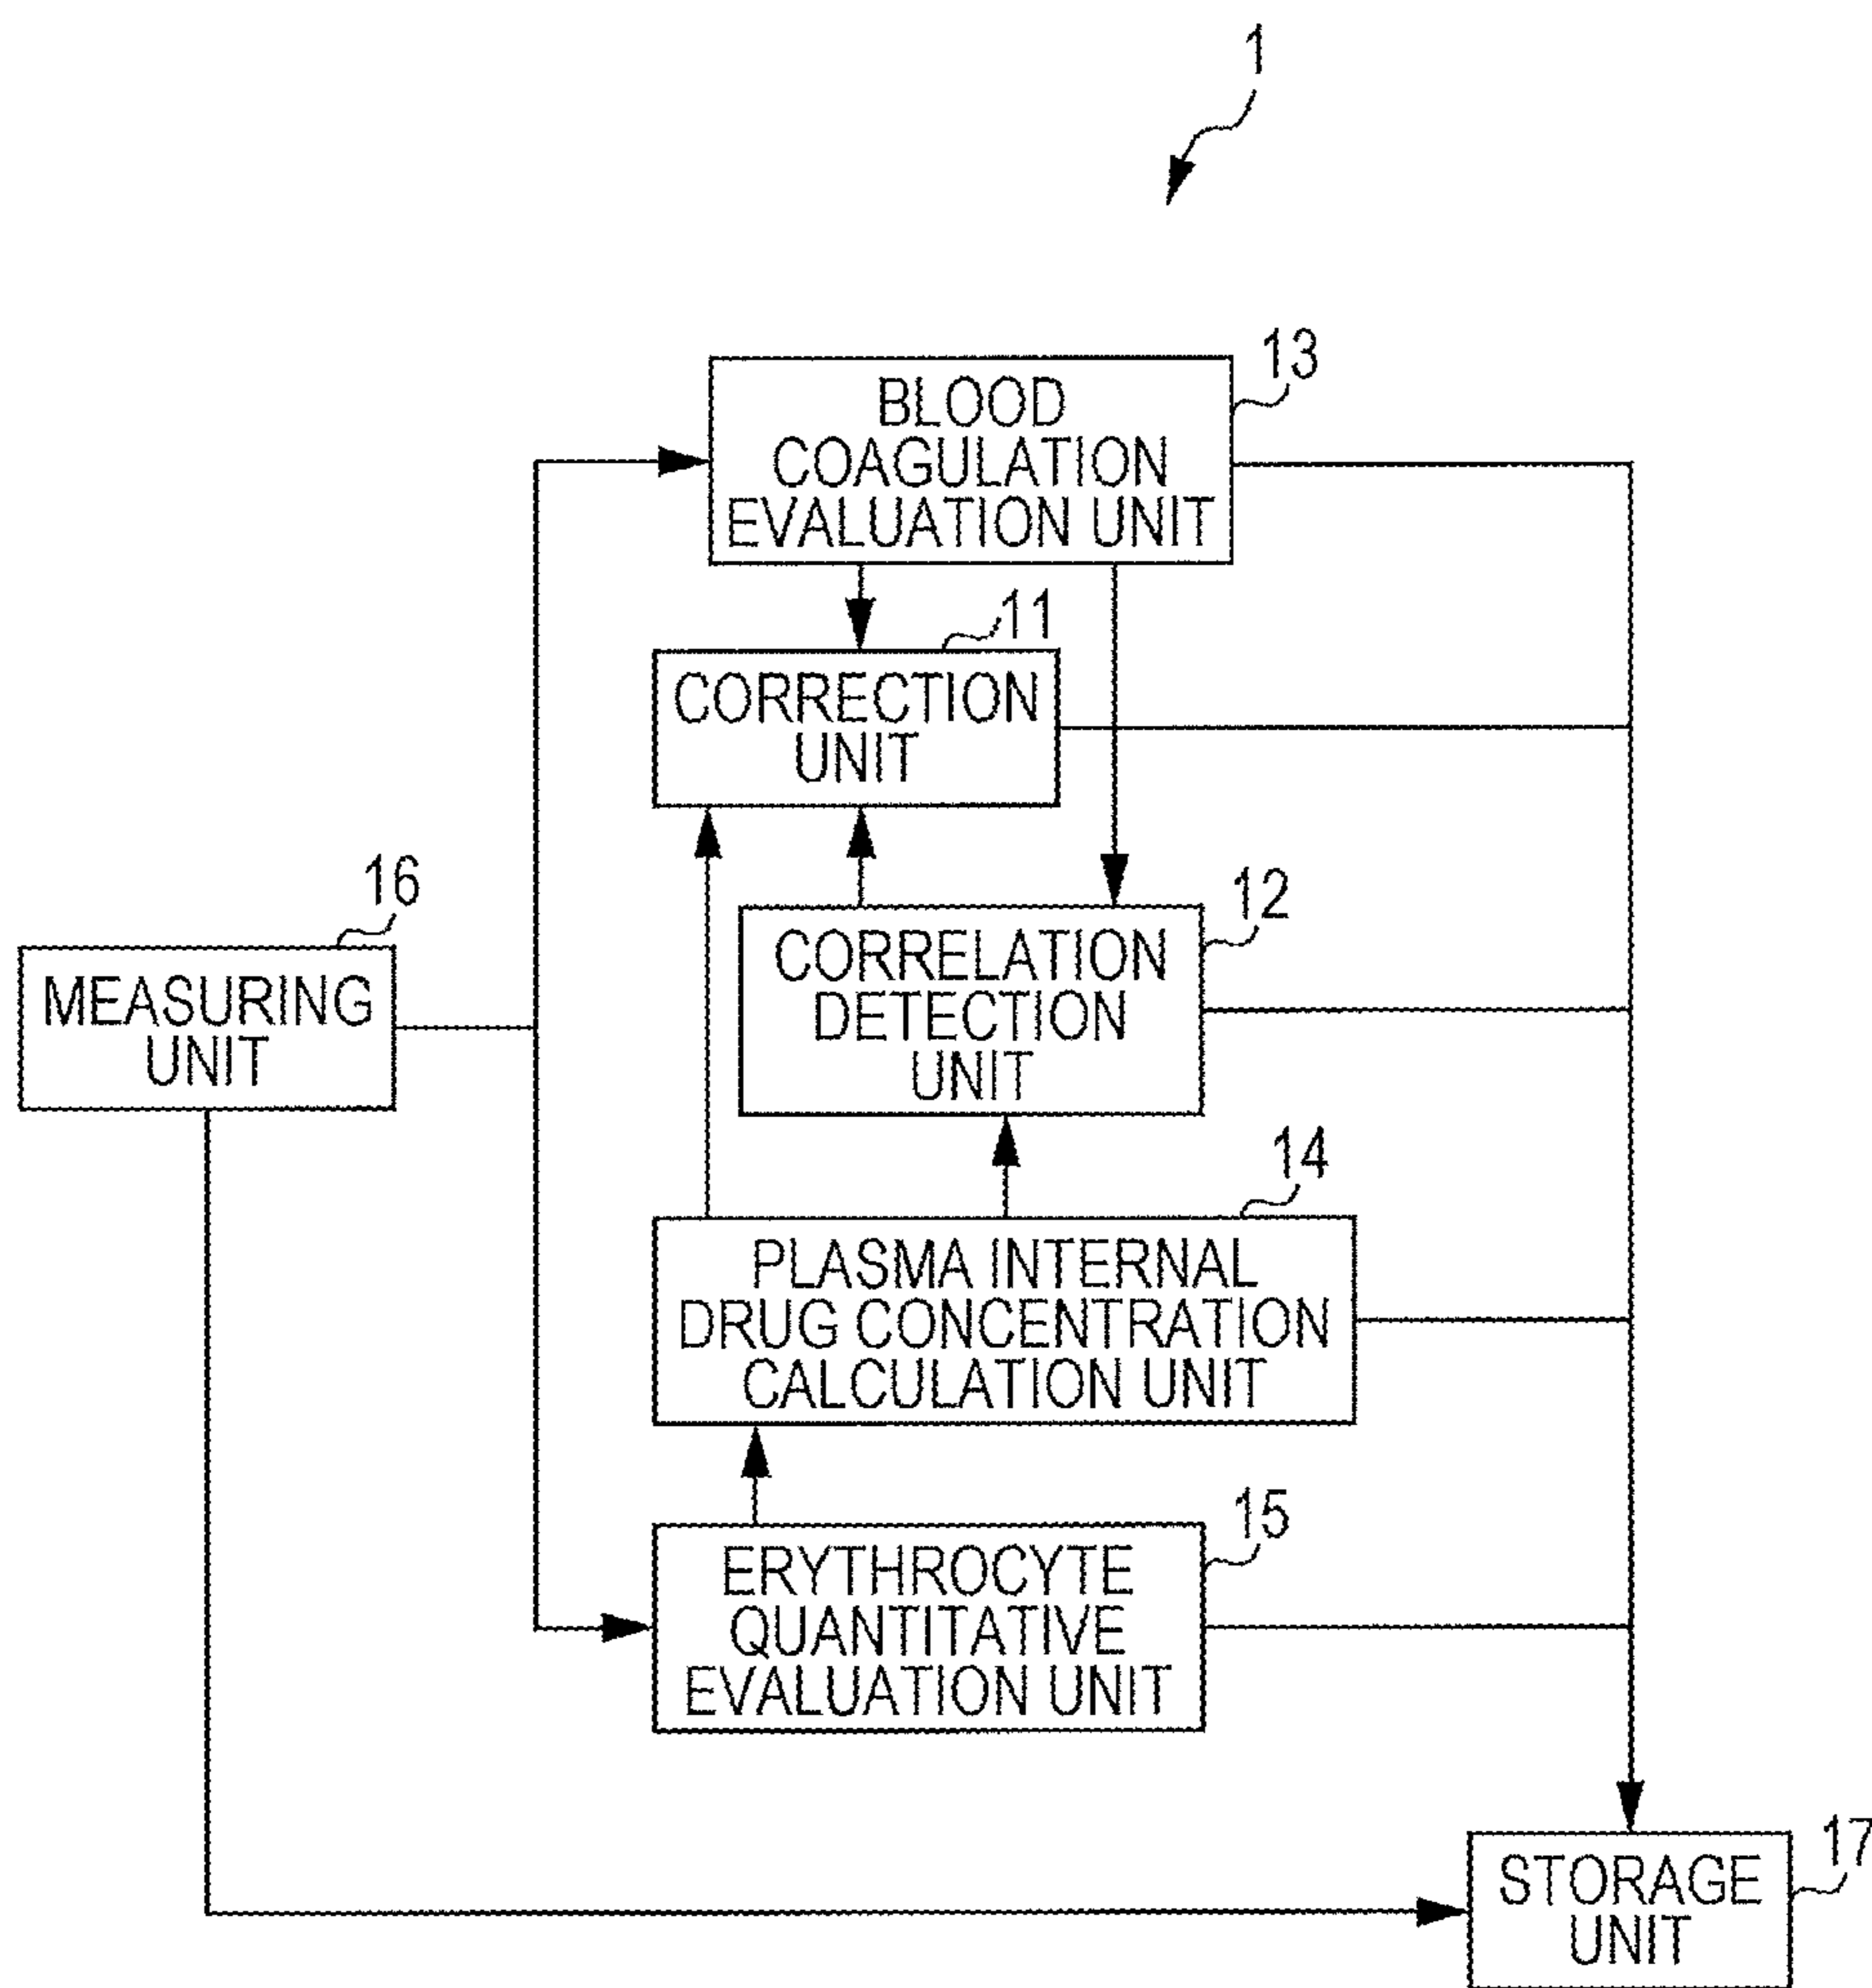 1
13
BLOOD
COAGULATION
EVALUATION UNIT
11
CORRECTION
UNIT
16
MEASURING
UNIT
12
CORRELATION
DETECTION
UNIT
14
PLASMA INTERNAL
DRUG CONCENTRATION
CALCULATION UNIT
15
ERYTHROCYTE
QUANTITATIVE
EVALUATION UNIT
17
STORAGE
UNIT